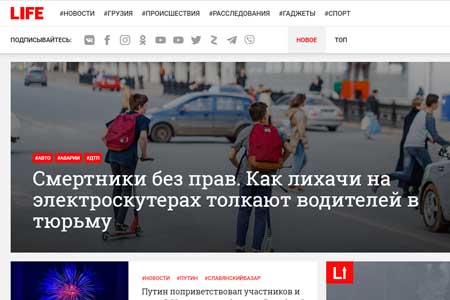 LIFE #НОВОСТИ #ГРУЗИЯ #ПРОИСШЕСТВИЯ #РАССЛЕДОВАНИЯ #ГАДЖЕТЫ #СПОРТ
ПОДПИСЫВАЙТЕСЬ: НОВОЕ ТОП
#АВТО #АВАРИИ #ДТП
Смертники без прав. Как лихачи на
электроскутерах толкают водителей в
тюрьму
#НОВОСТИ #ПУТИН #СЛАВЯНСКИЙБАЗАР
Путин поприветствовал участников и